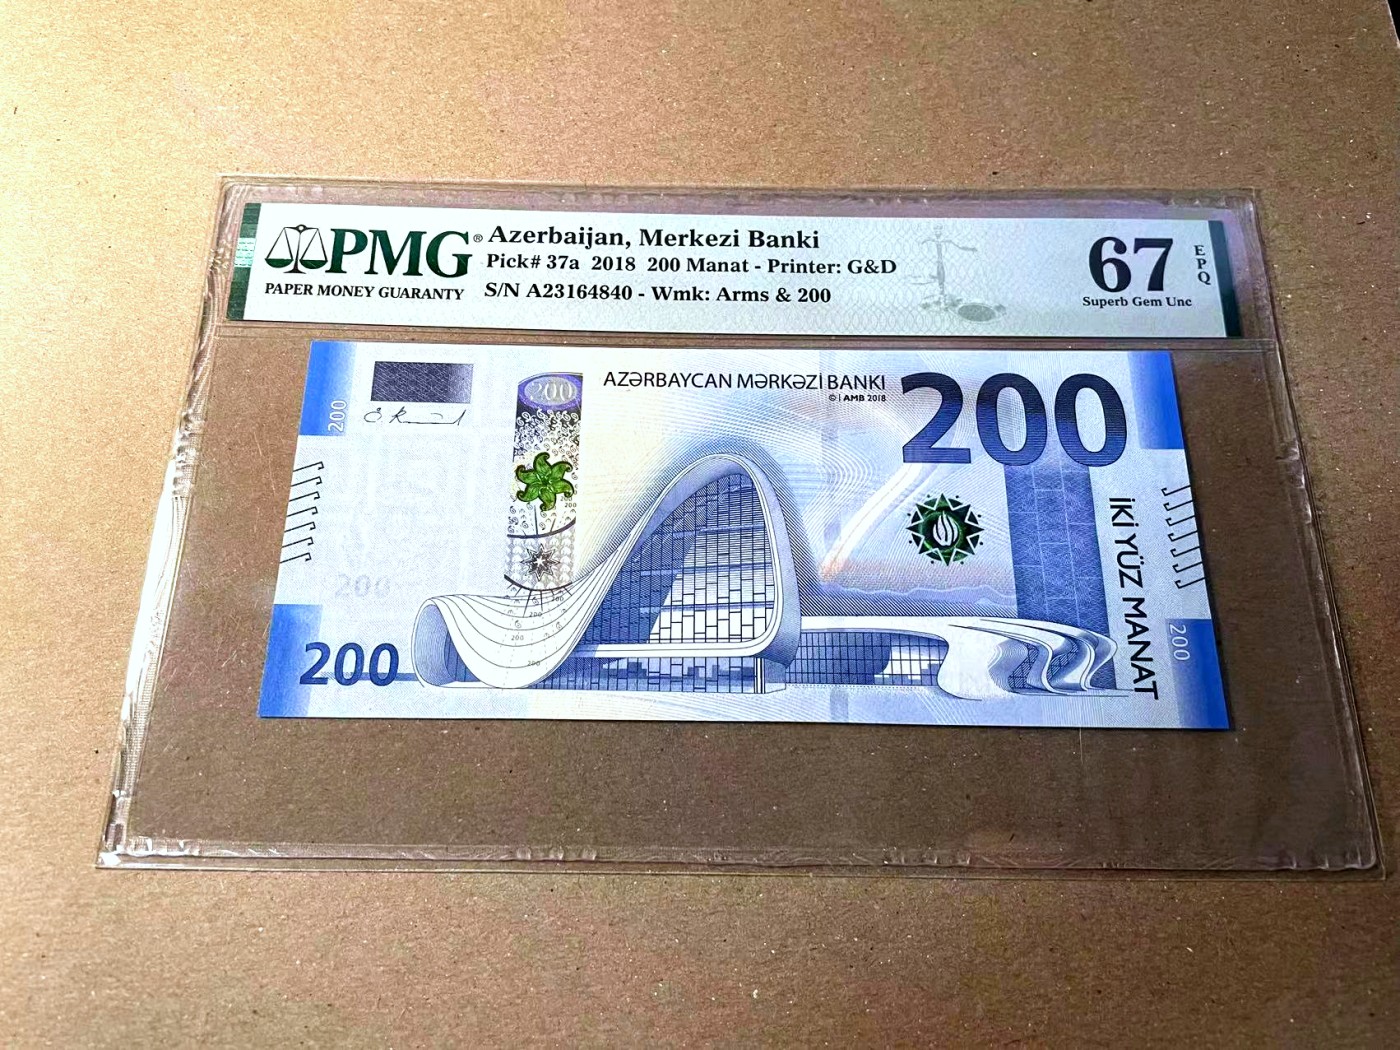 PMG®
PAPER MONEY GUARANTY
Azerbaijan, Merkezi Banki
Pick# 37a 2018 200 Manat - Printer: G&D
S/N A23164840 - Wmk: Arms & 200
67
Superb Gem Unc
EPQ
200
200
AZƏRBAYCAN MƏRKƏZİ BANKI
© | AMB 2018
200
200
200
İKİ YÜZ MANAT
200